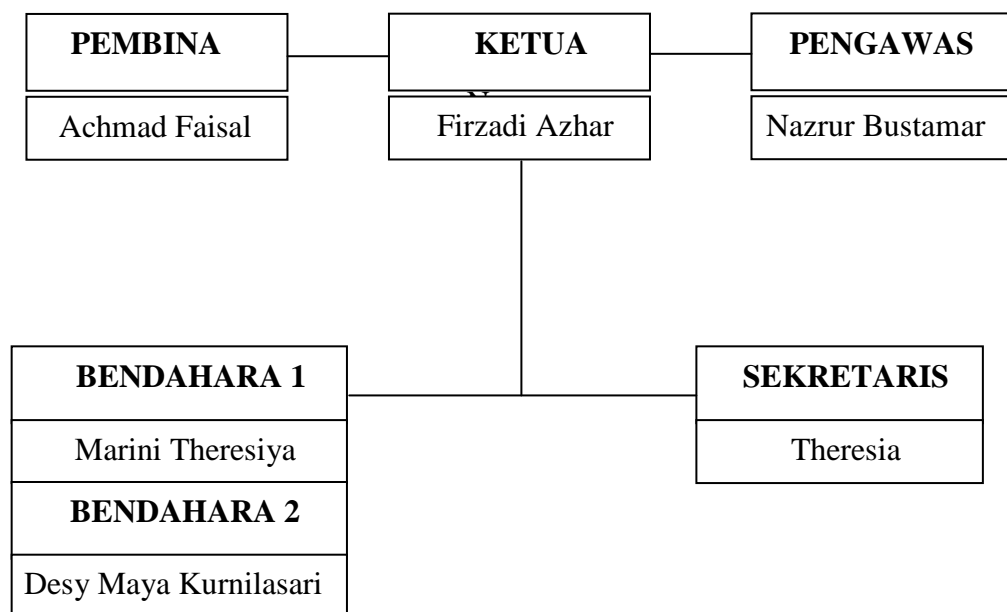 PEMBINA
KETUA
PENGAWAS
Achmad Faisal
Firzadi Azhar
Nazrur Bustamar
BENDAHARA 1
SEKRETARIS
Marini Theresiya
Theresia
BENDAHARA 2
Desy Maya Kurnilasari